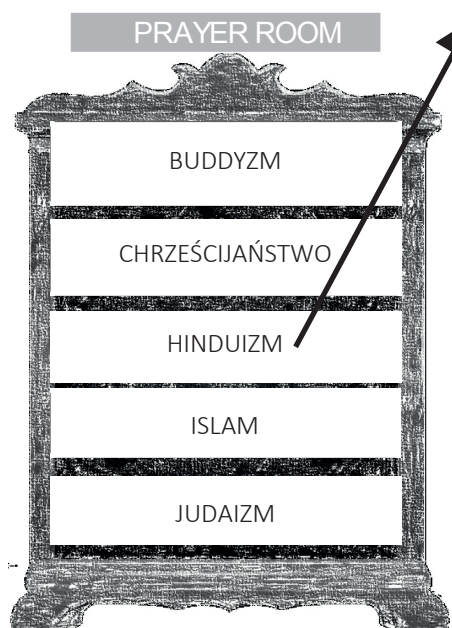 PRAYER ROOM
BUDDYZM
CHRZEŚCIJAŃSTWO
HINDUIZM
ISLAM
JUDAIZM